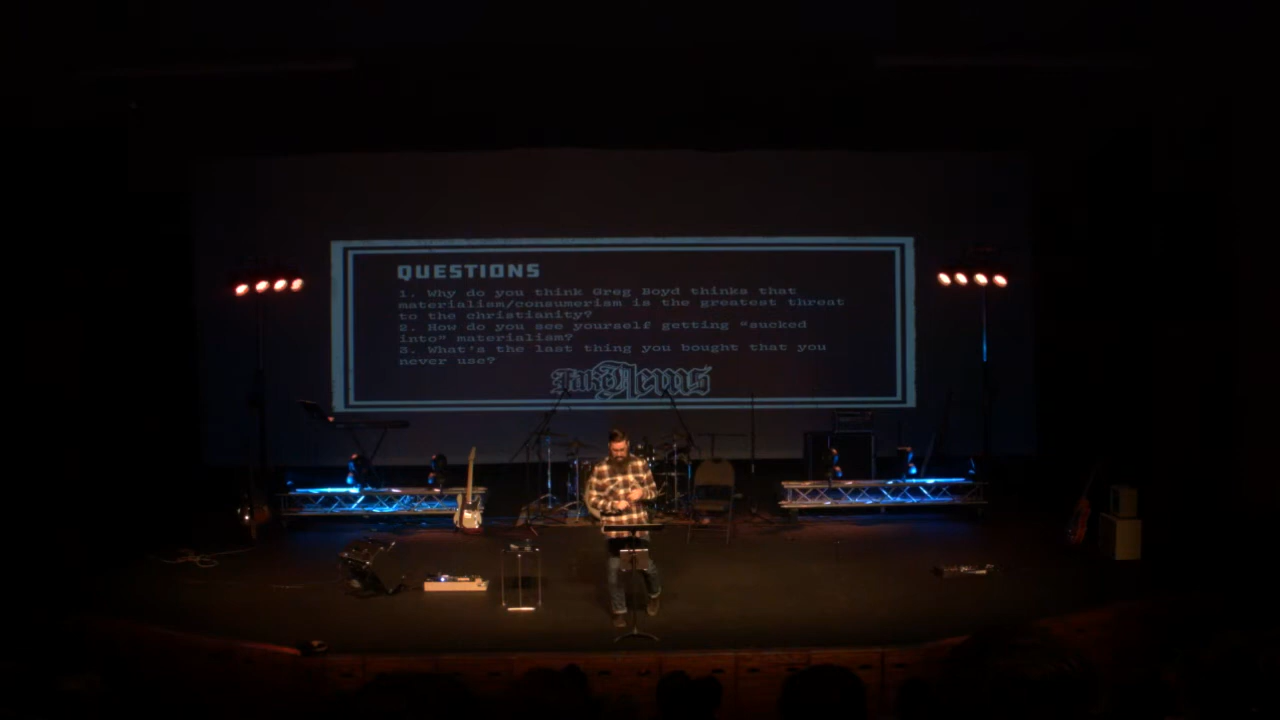 QUESTIONS
1. Why do you think Greg Boyd thinks that
materialism/consumerism is the greatest threat
to the christianity?
2. How do you see yourself getting "sucked
into" materialism?
3. What's the last thing you bought that you
never use?
Fake News